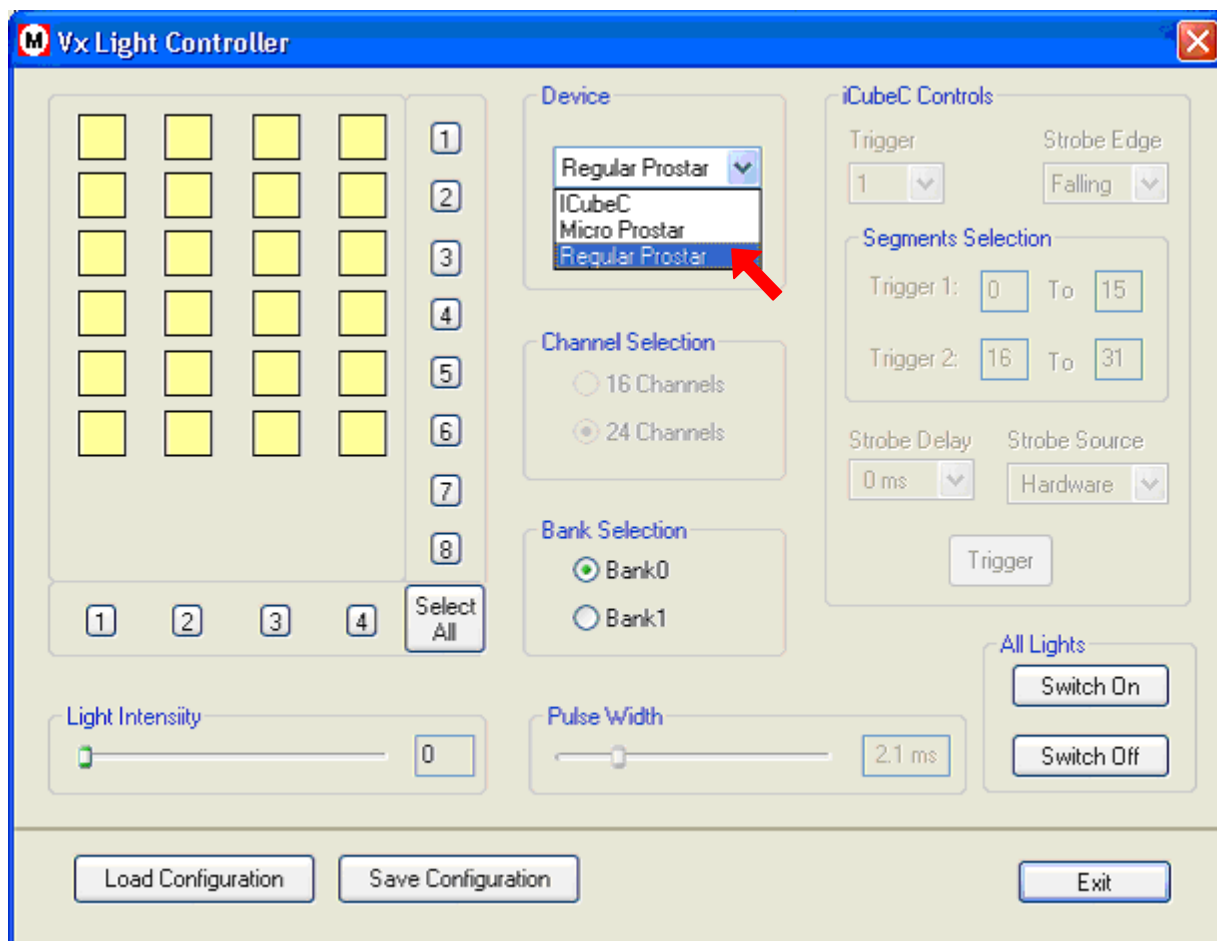 M Vx Light Controller
1
2
3
4
5
6
7
8
1 2 3 4 Select All
Device
Regular Prostar
ICubeC
Micro Prostar
Regular Prostar
Channel Selection
16 Channels
24 Channels
Bank Selection
Bank0
Bank1
iCubeC Controls
Trigger Strobe Edge
1 Falling
Segments Selection
Trigger 1: 0 To 15
Trigger 2: 16 To 31
Strobe Delay Strobe Source
0 ms Hardware
Trigger
All Lights
Switch On
Switch Off
Light Intensiity
0
Pulse Width
2.1 ms
Load Configuration Save Configuration Exit